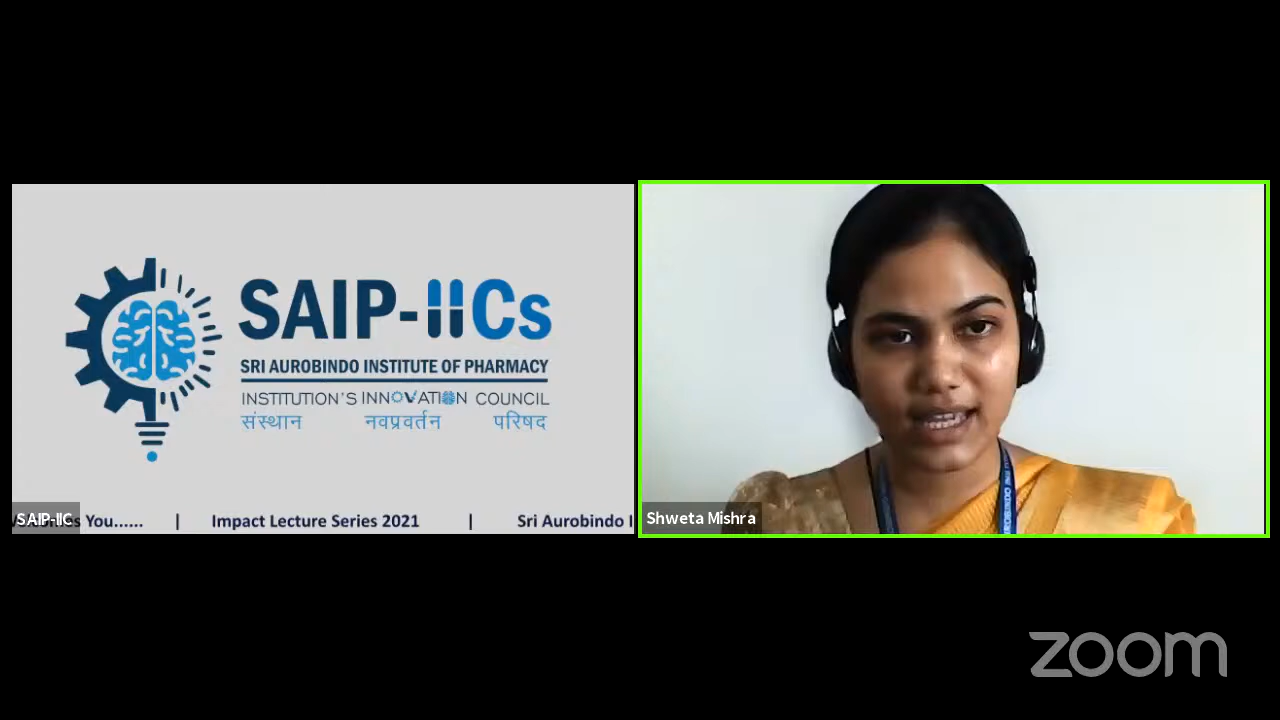 SAIP-IICs
SRI AUROBINDO INSTITUTE OF PHARMACY
INSTITUTION'S INNOVATION COUNCIL
संस्थान नवप्रवर्तन परिषद
SAIP-IIC
You...... | Impact Lecture Series 2021 | Sri Aurobindo I
Shweta Mishra
zoom